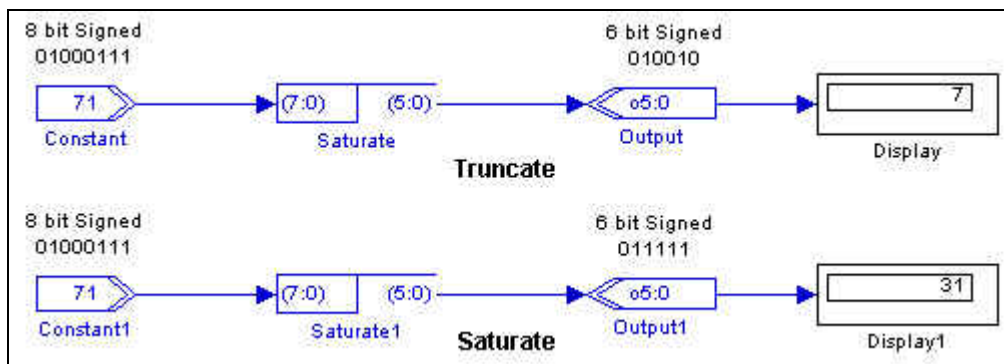 8 bit Signed
01000111
6 bit Signed
010010
71
(7:0) (5:0)
o5:0
7
Constant
Saturate
Output
Display
Truncate
8 bit Signed
01000111
6 bit Signed
011111
71
(7:0) (5:0)
o5:0
31
Constant1
Saturate1
Output1
Display1
Saturate